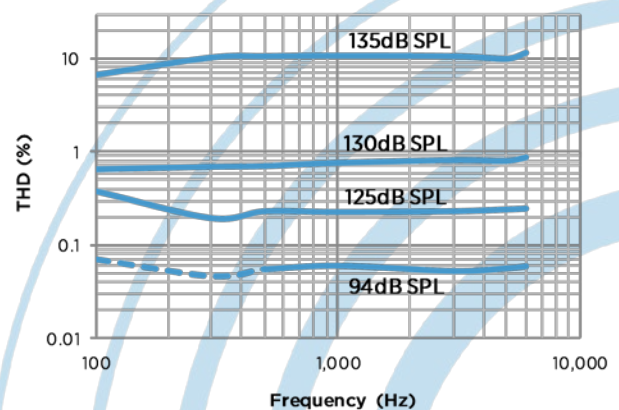 135dB SPL
10
130dB SPL
1
125dB SPL
THD (%)
0.1
94dB SPL
0.01
100
1,000
10,000
Frequency (Hz)